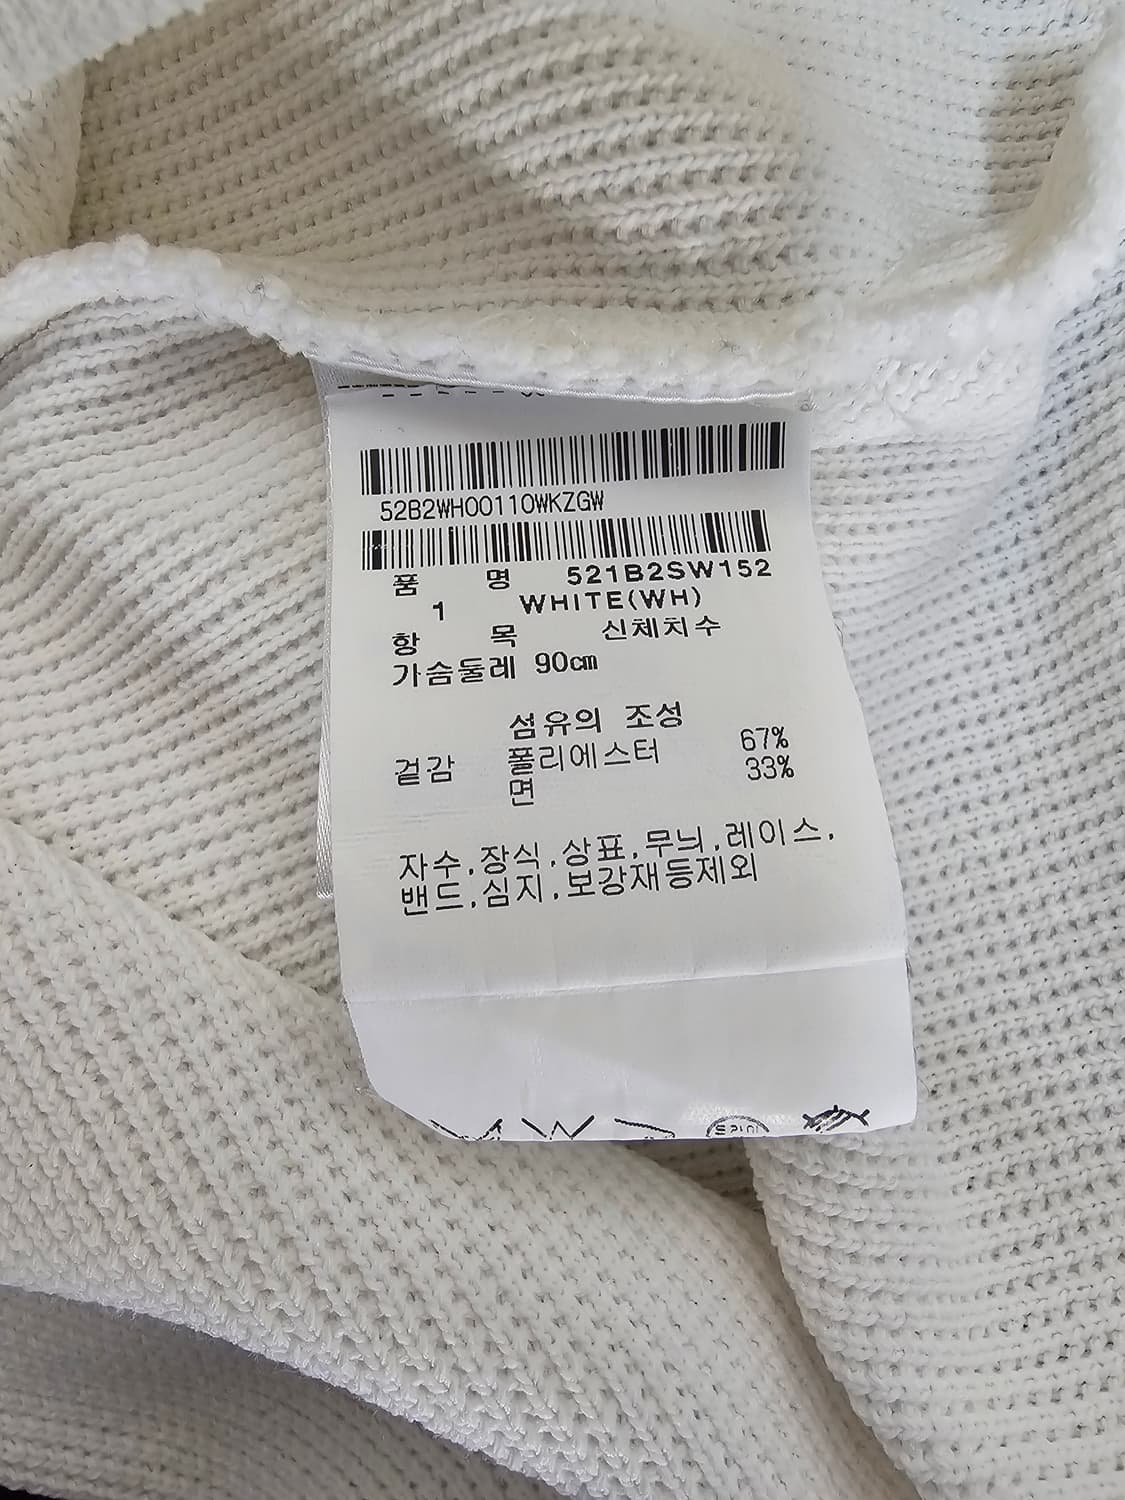 52B2WH00110WKZGW
품 명 521B2SW152
1 WHITE(WH)
항 목 신체치수
가슴둘레 90㎝
섬유의 조성
겉감 폴리에스터 67%
면 33%
자수,장식,상표,무늬,레이스,
밴드,심지,보강재등제외